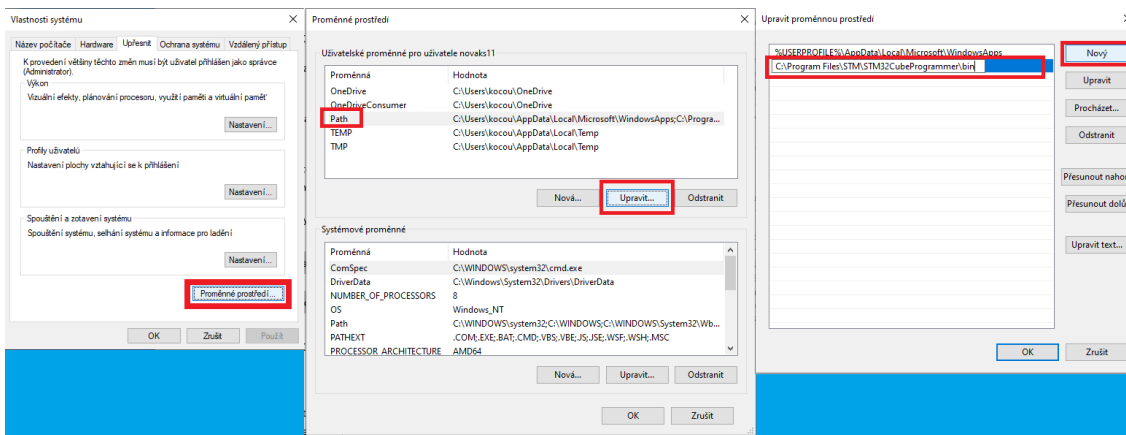 Vlastnosti systému
Název počítače Hardware Upřesnit Ochrana systému Vzdálený přístup
K provedení většiny těchto změn musí být uživatel přihlášen jako správce
(Administrator).
Výkon
Vizuální efekty, plánování procesoru, využití paměti a virtuální paměť
Nastavení...
Profily uživatelů
Nastavení plochy vztahující se k přihlášení
Nastavení...
Spouštění a zotavení systému
Spouštění systému, selhání systému a informace pro ladění
Nastavení...
Proměnné prostředí...
OK Zrušit Použít
Proměnné prostředí
Uživatelské proměnné pro uživatele novaks11
Proměnná Hodnota
OneDrive C:\Users\kocou\OneDrive
OneDriveConsumer C:\Users\kocou\OneDrive
Path C:\Users\kocou\AppData\Local\Microsoft\WindowsApps;C:\Progra...
TEMP C:\Users\kocou\AppData\Local\Temp
TMP C:\Users\kocou\AppData\Local\Temp
Nová... Upravit... Odstranit
Systémové proměnné
Proměnná Hodnota
ComSpec C:\WINDOWS\system32\cmd.exe
DriverData C:\Windows\System32\Drivers\DriverData
NUMBER_OF_PROCESSORS 8
OS Windows_NT
Path C:\WINDOWS\system32;C:\WINDOWS;C:\WINDOWS\System32\Wb...
PATHEXT .COM;.EXE;.BAT;.CMD;.VBS;.VBE;.JS;.JSE;.WSF;.WSH;.MSC
PROCESSOR_ARCHITECTURE AMD64
Nová... Upravit... Odstranit
OK Zrušit
Upravit proměnnou prostředí
%USERPROFILE%\AppData\Local\Microsoft\WindowsApps
C:\Program Files\STM\STM32CubeProgrammer\bin
Nový
Upravit
Procházet...
Odstranit
Přesunout nahor
Přesunout dolů
Upravit text...
OK Zrušit